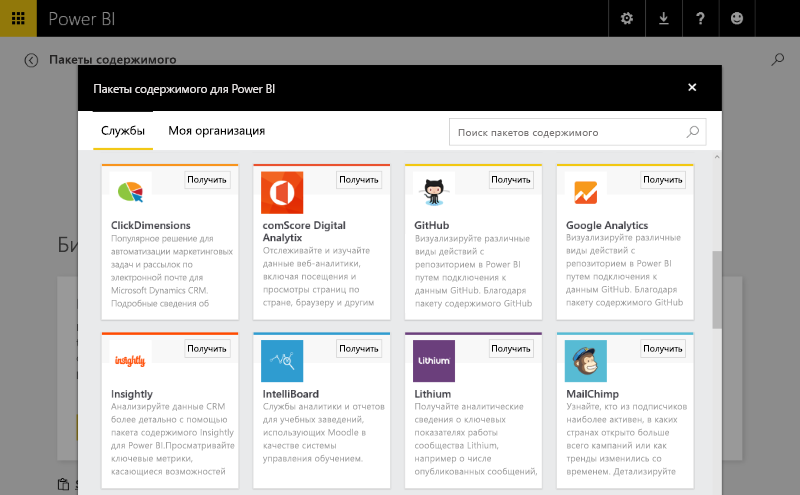 Power BI
?
Пакеты содержимого
Пакеты содержимого для Power BI
Службы
Моя организация
Поиск пакетов содержимого
Получить
ClickDimensions
Популярное решение для
автоматизации маркетинговых
задач и рассылок по
электронной почте для
Microsoft Dynamics CRM.
Подробные сведения об
Получить
comScore Digital
Analytix
Отслеживайте и изучайте
данные веб-аналитики,
включая посещения и
просмотры страниц по
стране, браузеру и другим
Получить
GitHub
Визуализируйте различные
виды действий с
репозиторием в Power BI
путем подключения к
данным GitHub. Благодаря
пакету содержимого GitHub
Получить
Google Analytics
Визуализируйте различные
виды действий с
репозиторием в Power BI
путем подключения к
данным GitHub. Благодаря
пакету содержимого GitHub
insightly
Получить
Insightly
Анализируйте данные CRM
более детально с помощью
пакета содержимого Insightly
для Power BI.Просматривайте
ключевые метрики,
касающиеся возможностей
Получить
IntelliBoard
Службы аналитики и отчетов
для учебных заведений,
использующих Moodle в
качестве системы
управления обучением.
Lithium
Получить
Lithium
Получайте аналитические
сведения о ключевых
показателях работы
сообщества Lithium,
например о числе
опубликованных сообщений,
Получить
MailChimp
Узнайте, кто из подписчиков
наиболее активен, в каких
странах открыто больше
всего кампаний или как
тренды изменились со
временем. Детализируйте
Би